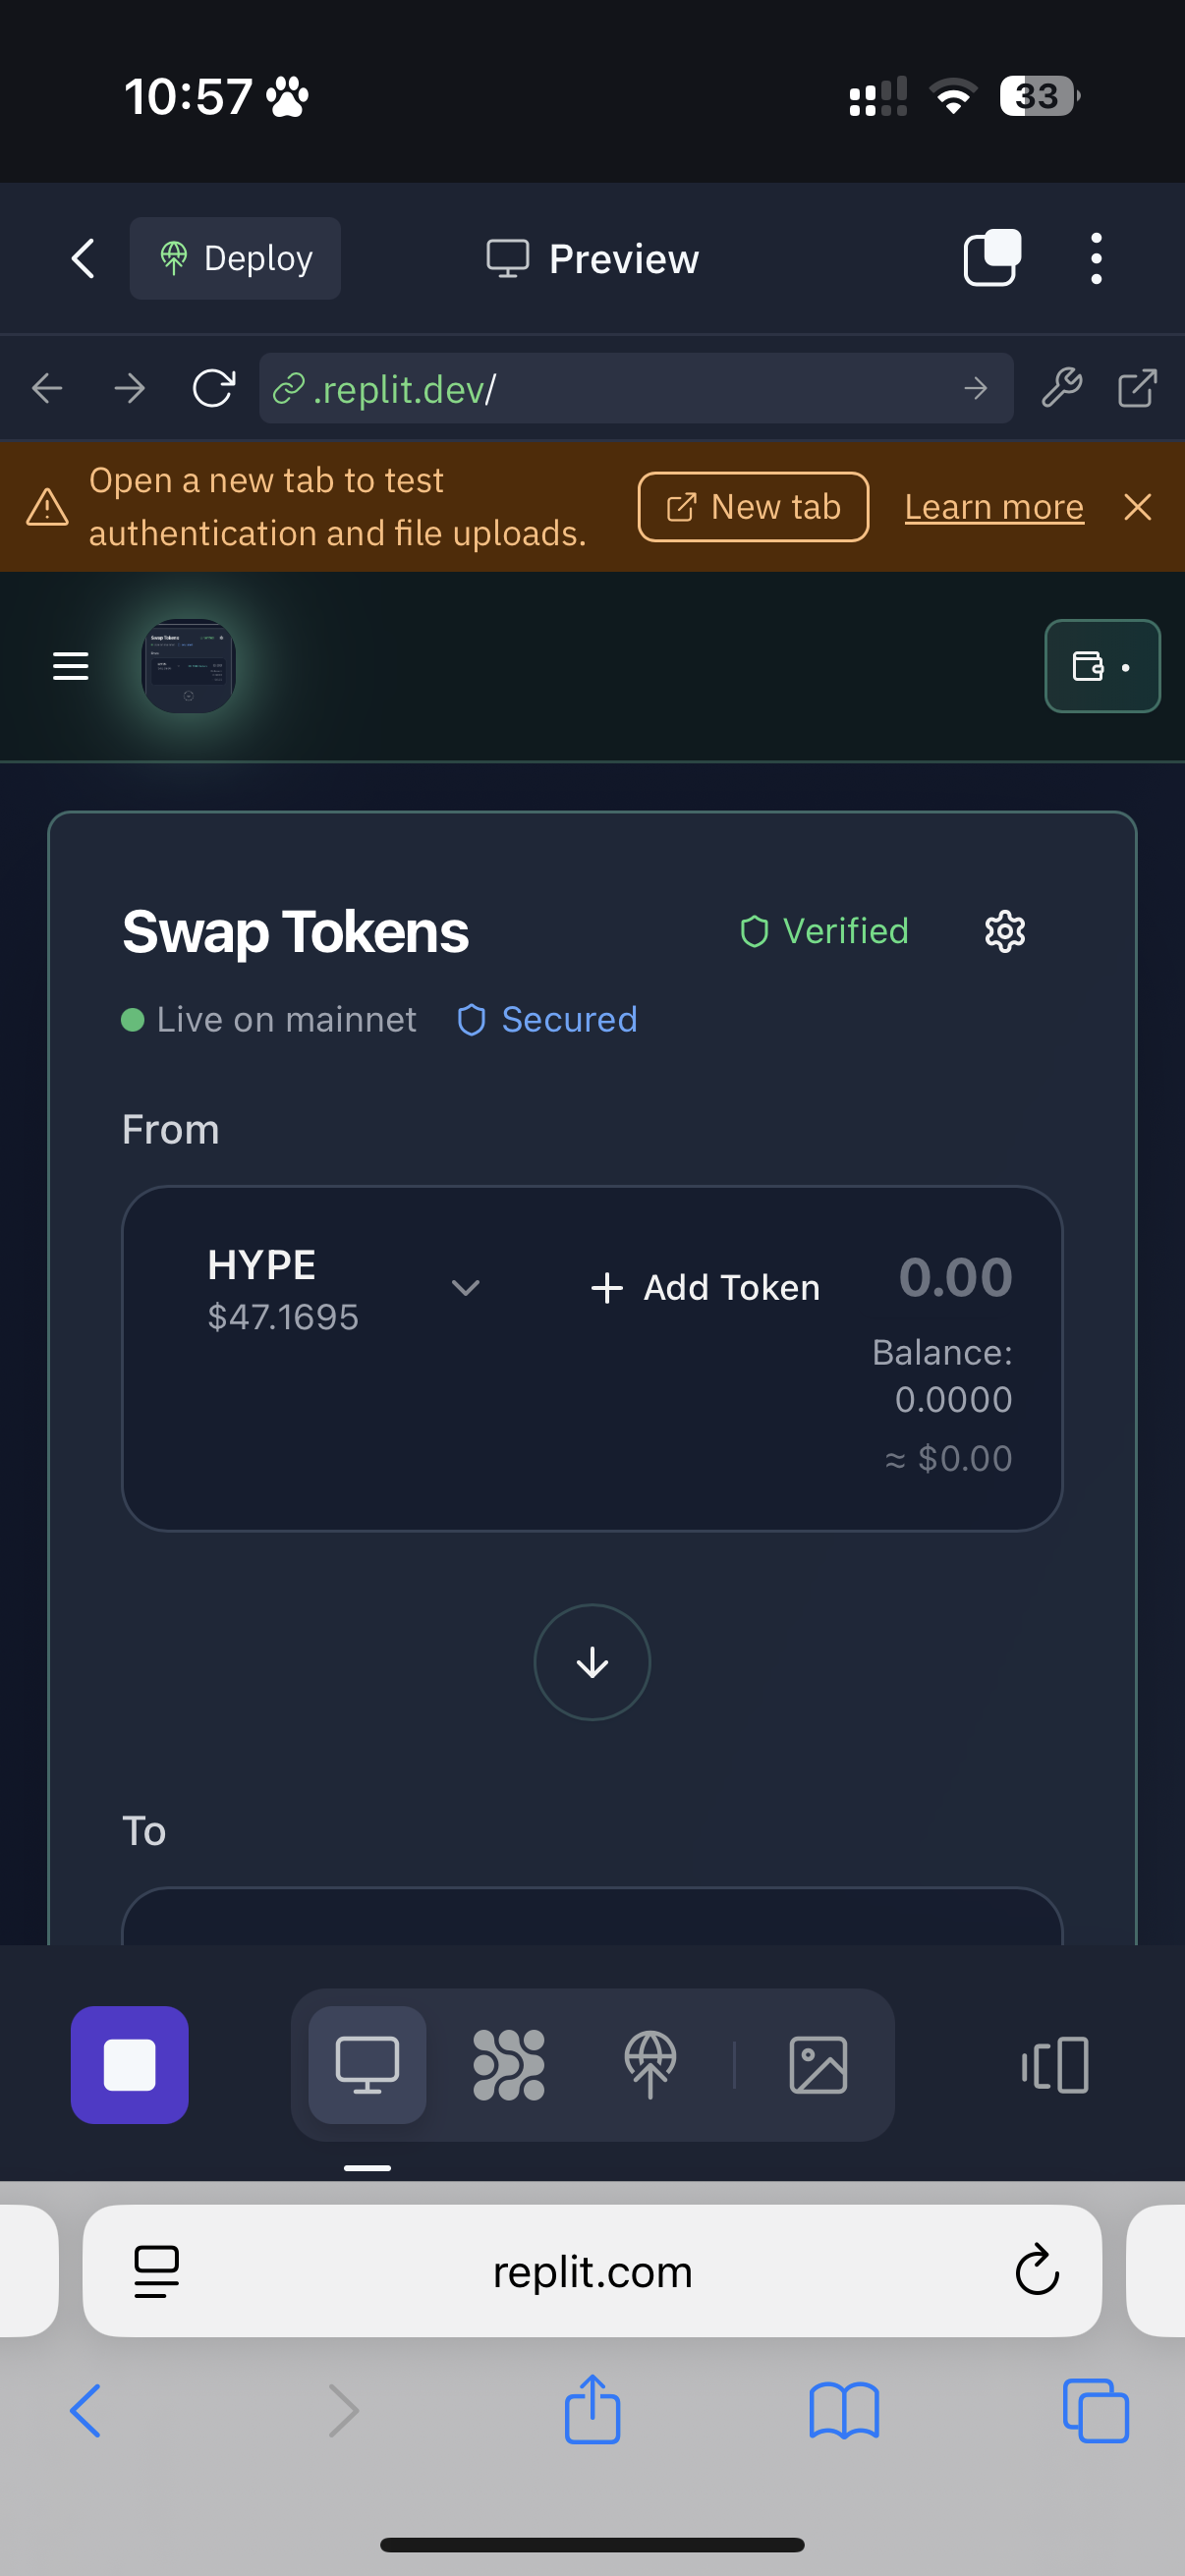 10:57
33
Deploy
Preview
.replit.dev/
Open a new tab to test
authentication and file uploads.
New tab
Learn more
Swap Tokens
Verified
Live on mainnet
Secured
From
HYPE
$47.1695
Add Token
0.00
Balance:
0.0000
≈ $0.00
To
replit.com